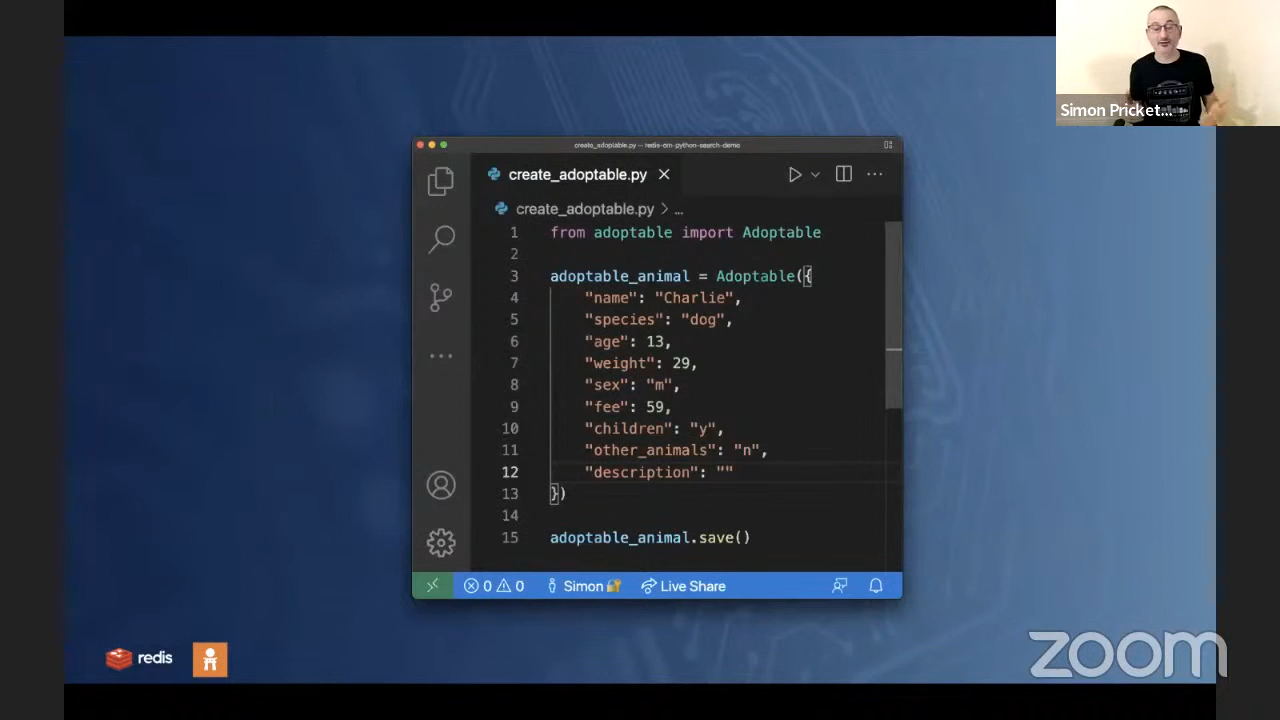 Simon Pricket...
create_adoptable.py — redis-om-python-search-demo
create_adoptable.py
create_adoptable.py > ...
1 from adoptable import Adoptable
2
3 adoptable_animal = Adoptable({
4 "name": "Charlie",
5 "species": "dog",
6 "age": 13,
7 "weight": 29,
8 "sex": "m",
9 "fee": 59,
10 "children": "y",
11 "other_animals": "n",
12 "description": ""
13 })
14
15 adoptable_animal.save()
0 0 Simon Live Share
redis
zoom